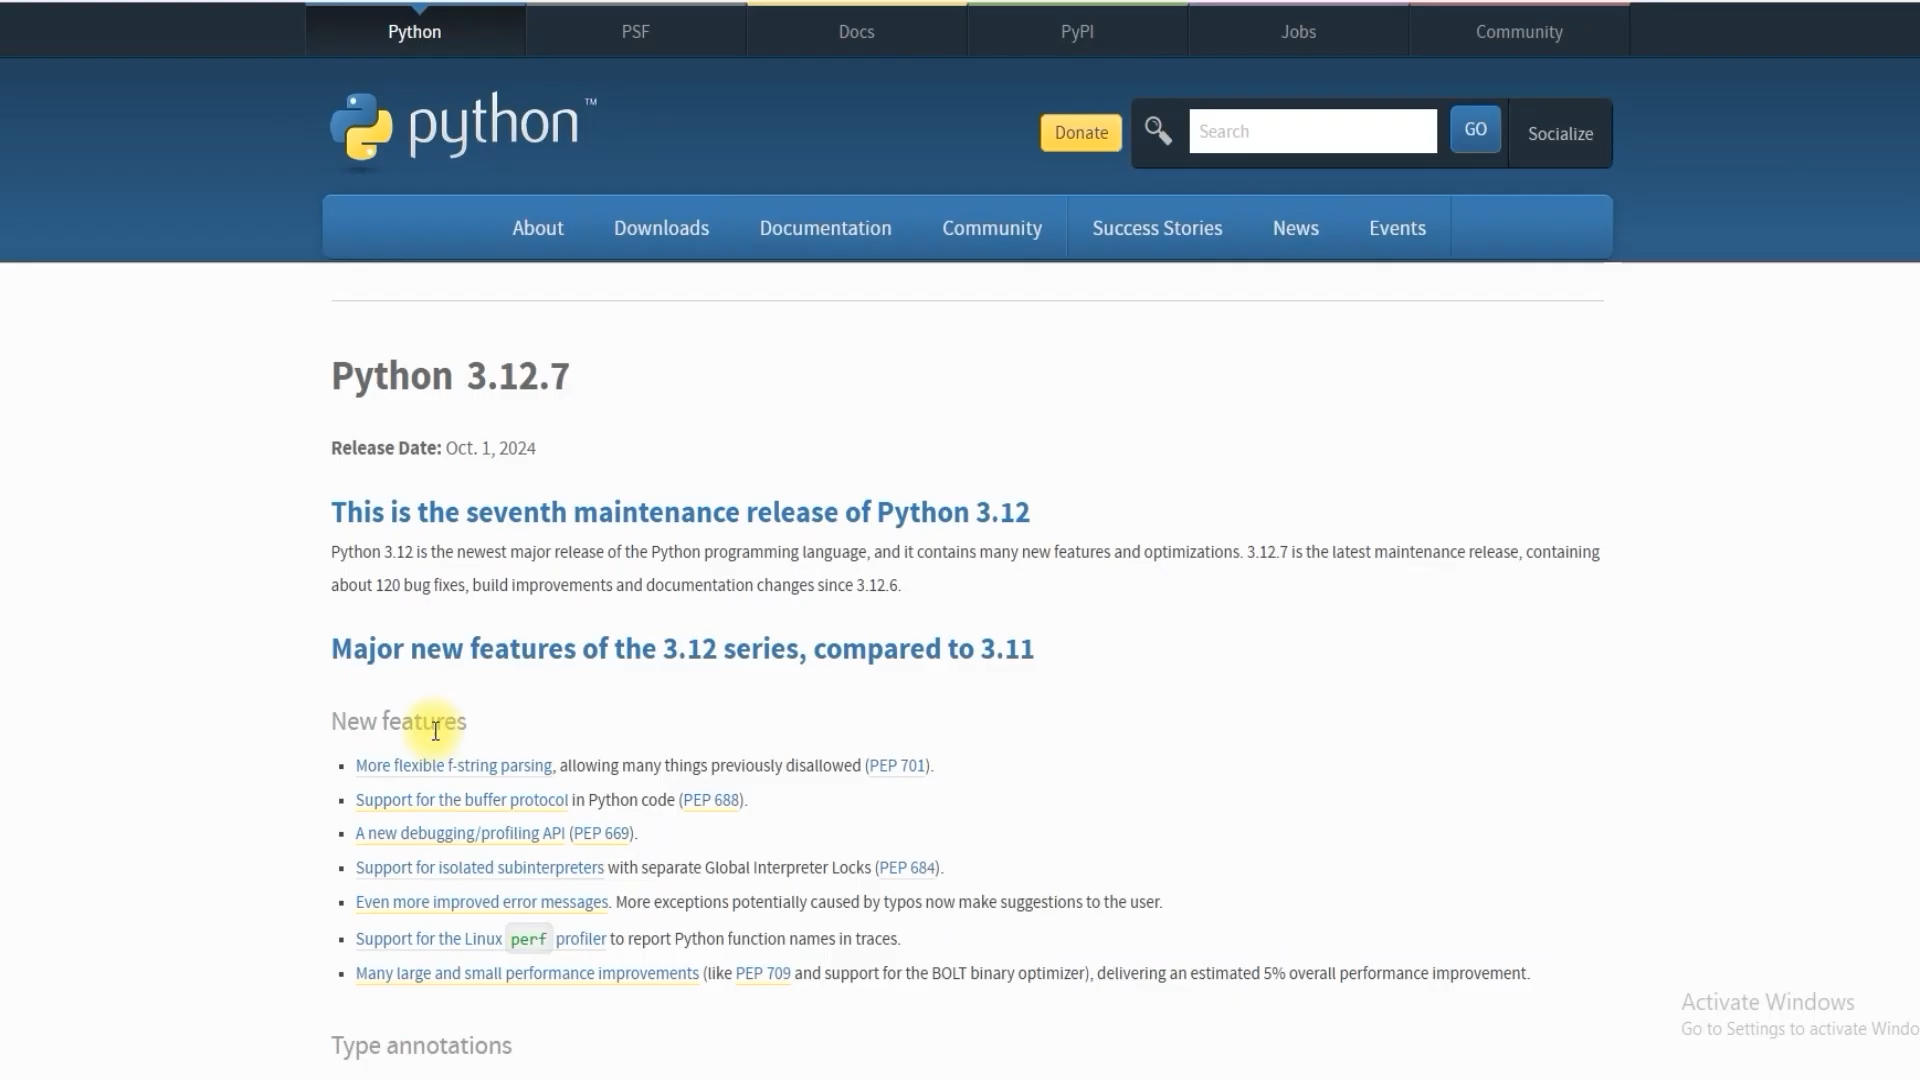 Python PSF Docs PyPI Jobs Community
python™
Donate Search GO Socialize
About Downloads Documentation Community Success Stories News Events
Python 3.12.7
Release Date: Oct. 1, 2024
This is the seventh maintenance release of Python 3.12
Python 3.12 is the newest major release of the Python programming language, and it contains many new features and optimizations. 3.12.7 is the latest maintenance release, containing
about 120 bug fixes, build improvements and documentation changes since 3.12.6.
Major new features of the 3.12 series, compared to 3.11
New features
More flexible f-string parsing, allowing many things previously disallowed (PEP 701).
Support for the buffer protocol in Python code (PEP 688).
A new debugging/profiling API (PEP 669).
Support for isolated subinterpreters with separate Global Interpreter Locks (PEP 684).
Even more improved error messages. More exceptions potentially caused by typos now make suggestions to the user.
Support for the Linux perf profiler to report Python function names in traces.
Many large and small performance improvements (like PEP 709 and support for the BOLT binary optimizer), delivering an estimated 5% overall performance improvement.
Activate Windows
Go to Settings to activate Windo
Type annotations